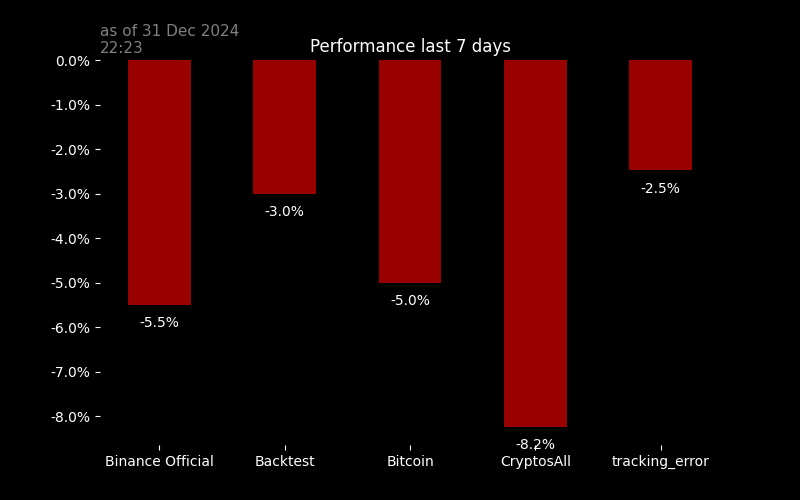 as of 31 Dec 2024
22:23
Performance last 7 days
0.0%
-1.0%
-2.0%
-3.0%
-4.0%
-5.0%
-6.0%
-7.0%
-8.0%
-5.5%
-3.0%
-5.0%
-8.2%
-2.5%
Binance Official
Backtest
Bitcoin
CryptosAll
tracking_error